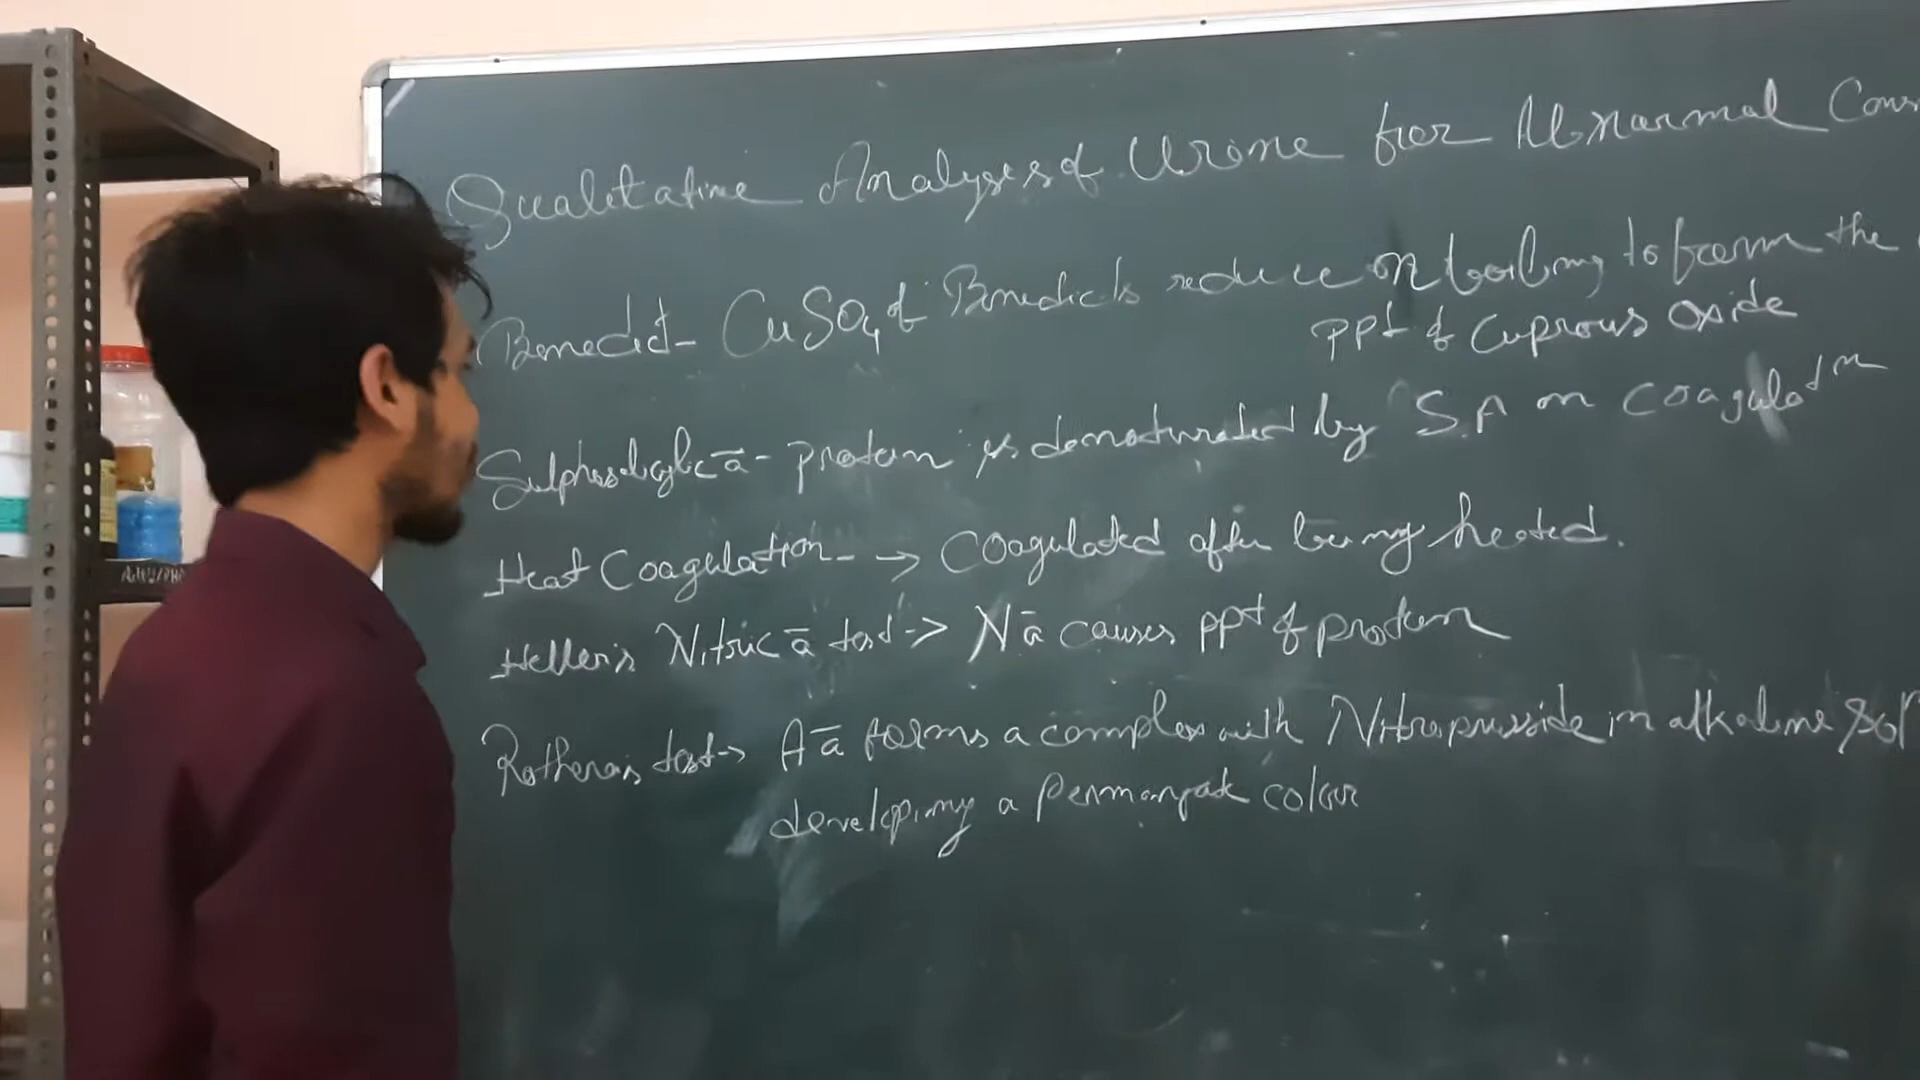 Qualitative Analysis of Urine for Abnormal Cons
Benedict- CuSO4 of Benedicts reduce on boiling to form the
ppt of Cuprous Oxide
Sulphosalicylic ā- protein is denaturated by S.A on coagulatn
Heat Coagulation- → Coagulated after being heated.
Heller's Nitric ā test-> Nā causes ppt of protein
Rothera's test-> Aā forms a complex with Nitroprusside in alkaline sol
developing a permanganate colour